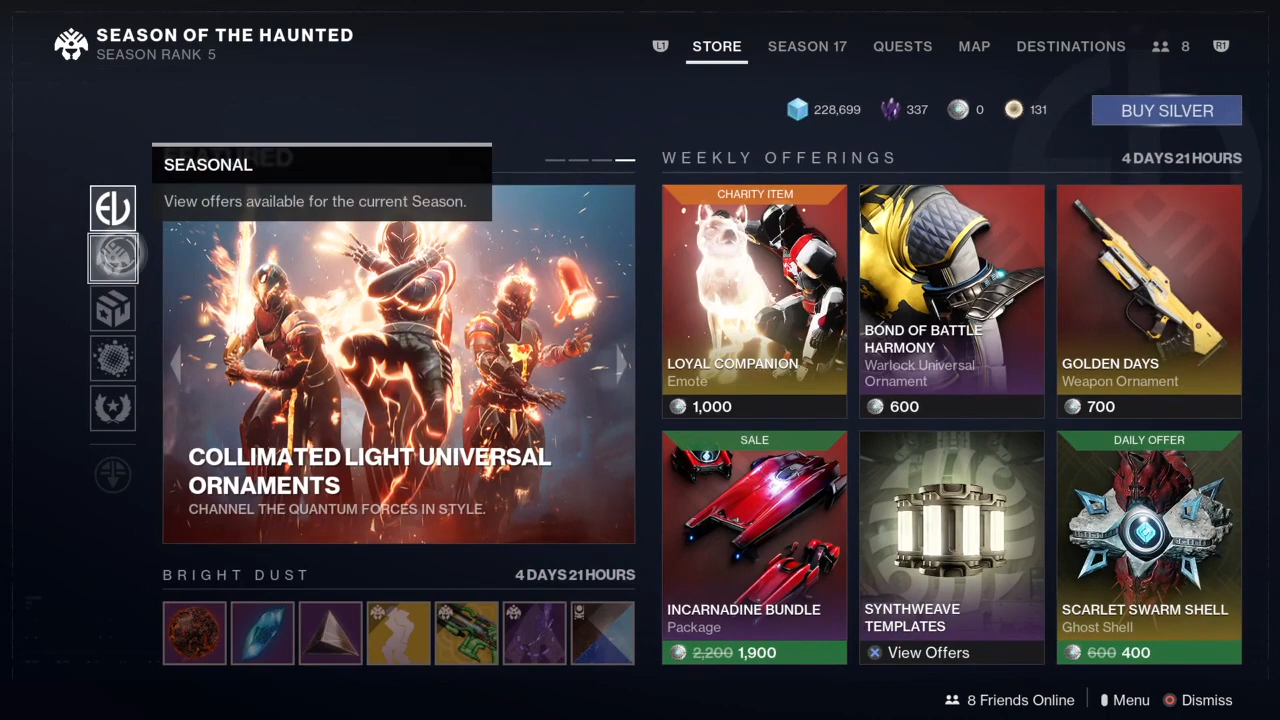 SEASON OF THE HAUNTED
SEASON RANK 5
L1
STORE
SEASON 17
QUESTS
MAP
DESTINATIONS
8
R1
228,699
337
0
131
BUY SILVER
FEATURED
SEASONAL
View offers available for the current Season.
COLLIMATED LIGHT UNIVERSAL
ORNAMENTS
CHANNEL THE QUANTUM FORCES IN STYLE.
BRIGHT DUST
4 DAYS 21 HOURS
WEEKLY OFFERINGS
4 DAYS 21 HOURS
CHARITY ITEM
LOYAL COMPANION
Emote
1,000
BOND OF BATTLE
HARMONY
Warlock Universal
Ornament
600
GOLDEN DAYS
Weapon Ornament
700
SALE
INCARNADINE BUNDLE
Package
2,200 1,900
SYNTHWEAVE
TEMPLATES
View Offers
DAILY OFFER
SCARLET SWARM SHELL
Ghost Shell
600 400
8 Friends Online
Menu
Dismiss